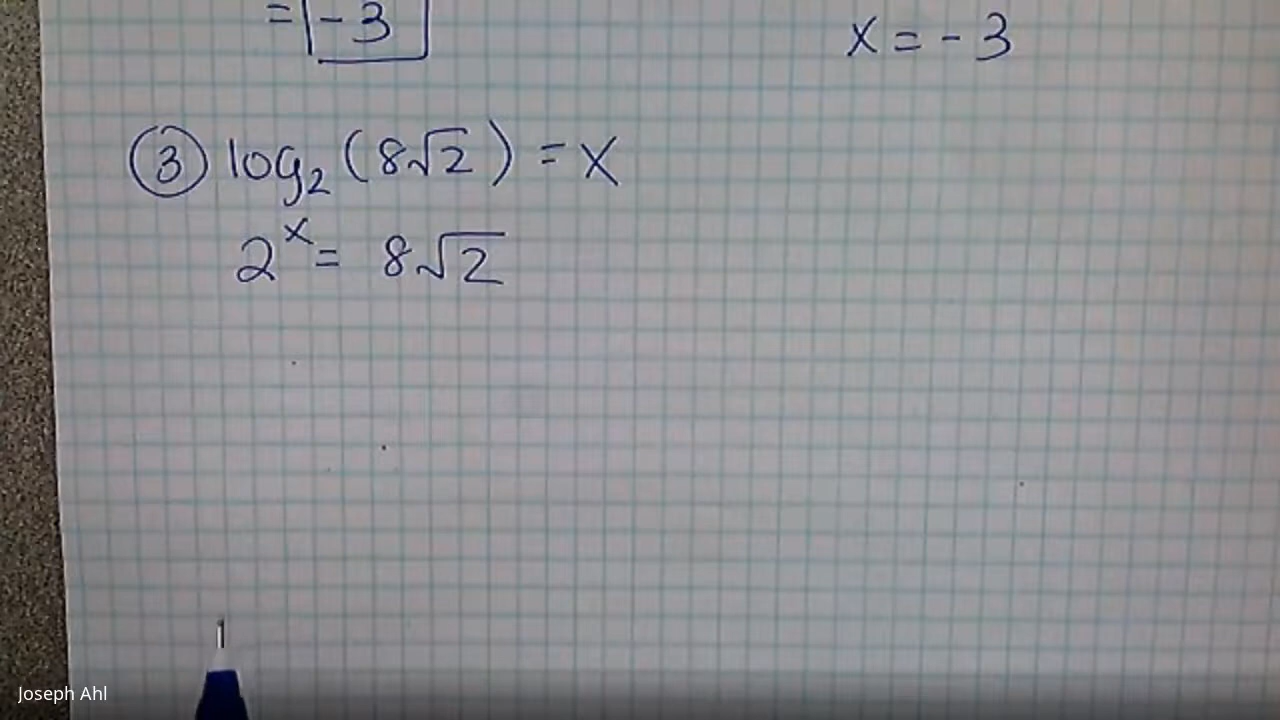 = -3
x = -3
③ log₂(8√2) = x
2ˣ = 8√2
Joseph Ahl